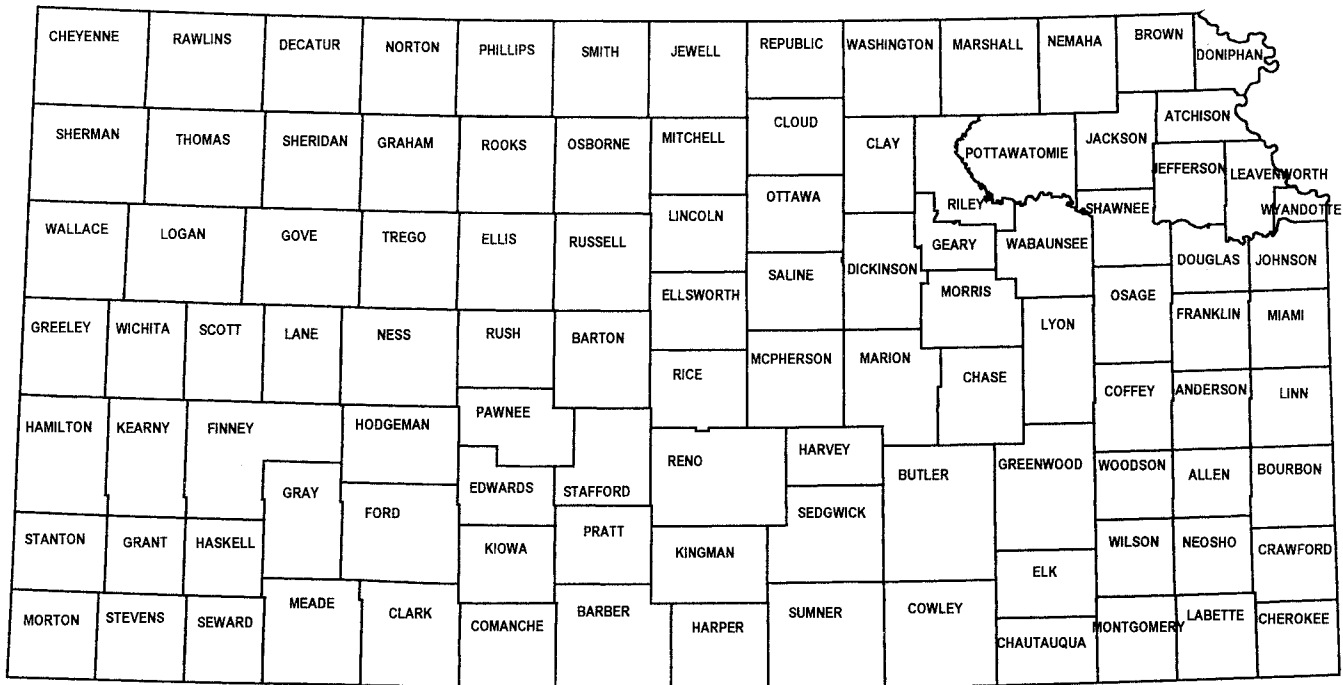 CHEYENNE
RAWLINS
DECATUR
NORTON
PHILLIPS
SMITH
JEWELL
REPUBLIC
WASHINGTON
MARSHALL
NEMAHA
BROWN
DONIPHAN
SHERMAN
THOMAS
SHERIDAN
GRAHAM
ROOKS
OSBORNE
MITCHELL
CLOUD
CLAY
POTTAWATOMIE
JACKSON
ATCHISON
JEFFERSON
LEAVENWORTH
WYANDOTTE
OTTAWA
LINCOLN
RILEY
SHAWNEE
WALLACE
LOGAN
GOVE
TREGO
ELLIS
RUSSELL
GEARY
WABAUNSEE
DOUGLAS
JOHNSON
SALINE
DICKINSON
ELLSWORTH
MORRIS
OSAGE
GREELEY
WICHITA
SCOTT
LANE
NESS
RUSH
BARTON
LYON
FRANKLIN
MIAMI
RICE
MCPHERSON
MARION
CHASE
COFFEY
ANDERSON
LINN
HAMILTON
KEARNY
FINNEY
HODGEMAN
PAWNEE
RENO
HARVEY
BUTLER
GREENWOOD
WOODSON
ALLEN
BOURBON
GRAY
FORD
EDWARDS
STAFFORD
SEDGWICK
STANTON
GRANT
HASKELL
KIOWA
PRATT
KINGMAN
ELK
WILSON
NEOSHO
CRAWFORD
MORTON
STEVENS
SEWARD
MEADE
CLARK
COMANCHE
BARBER
HARPER
SUMNER
COWLEY
CHAUTAUQUA
MONTGOMERY
LABETTE
CHEROKEE